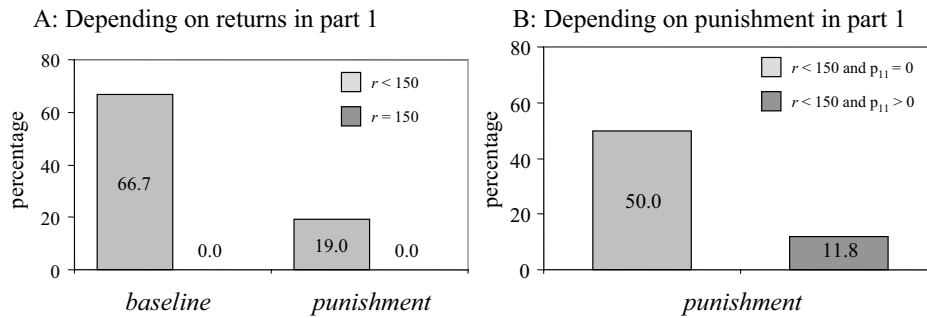 A: Depending on returns in part 1
80
60
40
20
0
percentage
r < 150
r = 150
66.7
0.0
19.0
0.0
baseline
punishment
B: Depending on punishment in part 1
80
60
40
20
0
percentage
r < 150 and p₁₁ = 0
r < 150 and p₁₁ > 0
50.0
11.8
punishment